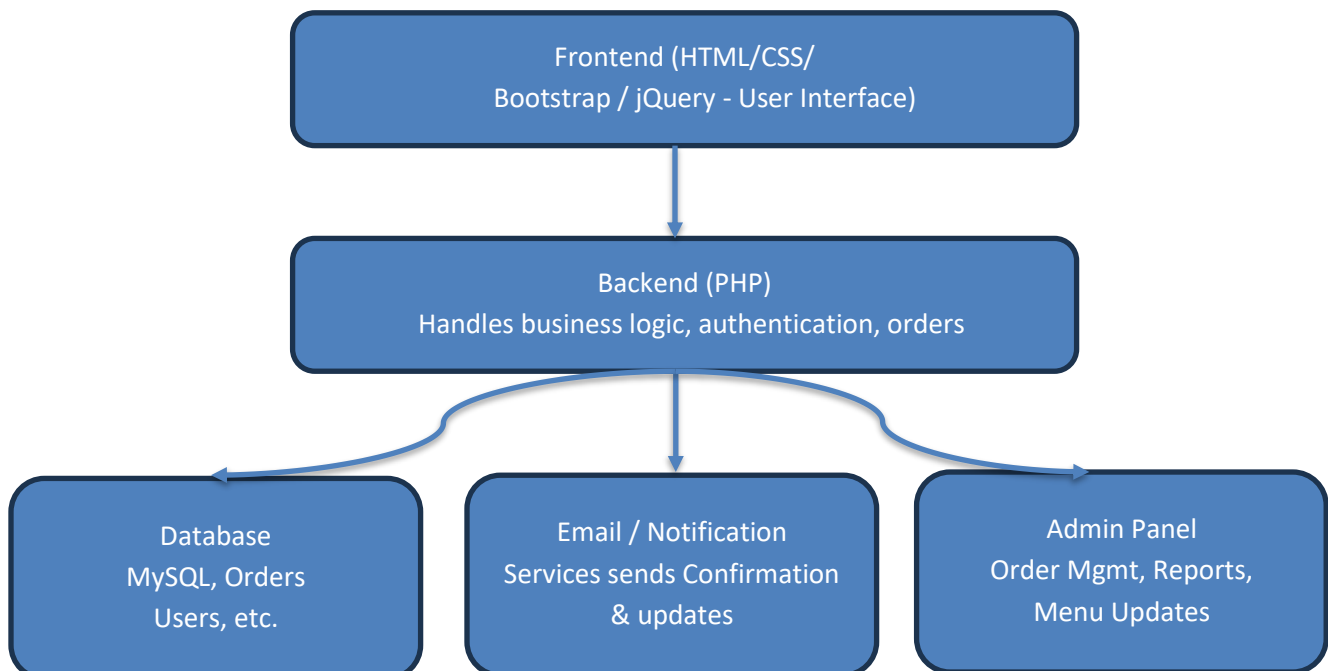 Frontend (HTML/CSS/
Bootstrap / jQuery - User Interface)
Backend (PHP)
Handles business logic, authentication, orders
Database
MySQL, Orders
Users, etc.
Email / Notification
Services sends Confirmation
& updates
Admin Panel
Order Mgmt, Reports,
Menu Updates